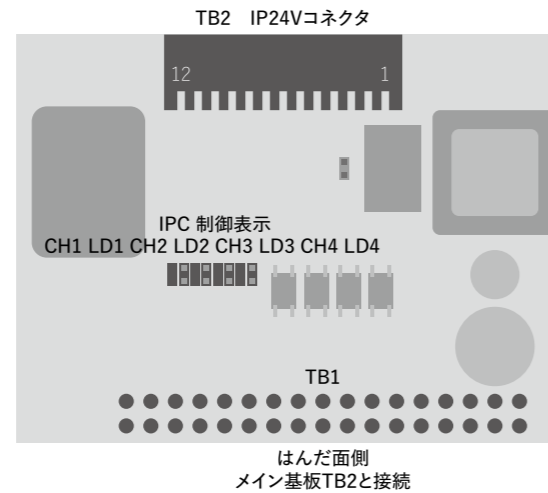 TB2　IP24Vコネクタ
12 1
IPC 制御表示
CH1 LD1 CH2 LD2 CH3 LD3 CH4 LD4
TB1
はんだ面側
メイン基板TB2と接続